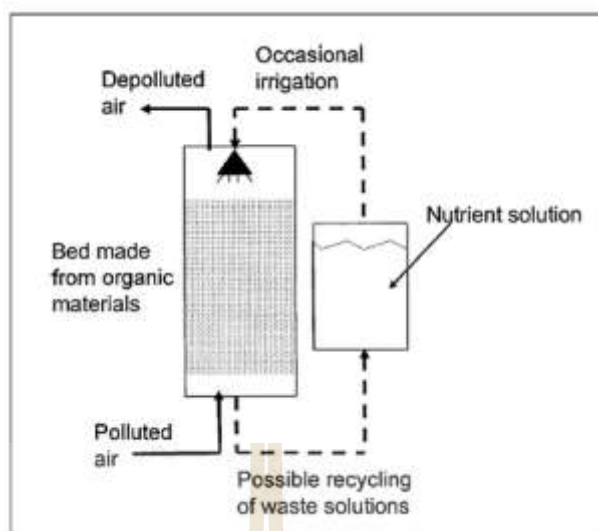 Occasional
irrigation
Depolluted
air
Nutrient solution
Bed made
from organic
materials
Polluted
air
Possible recycling
of waste solutions